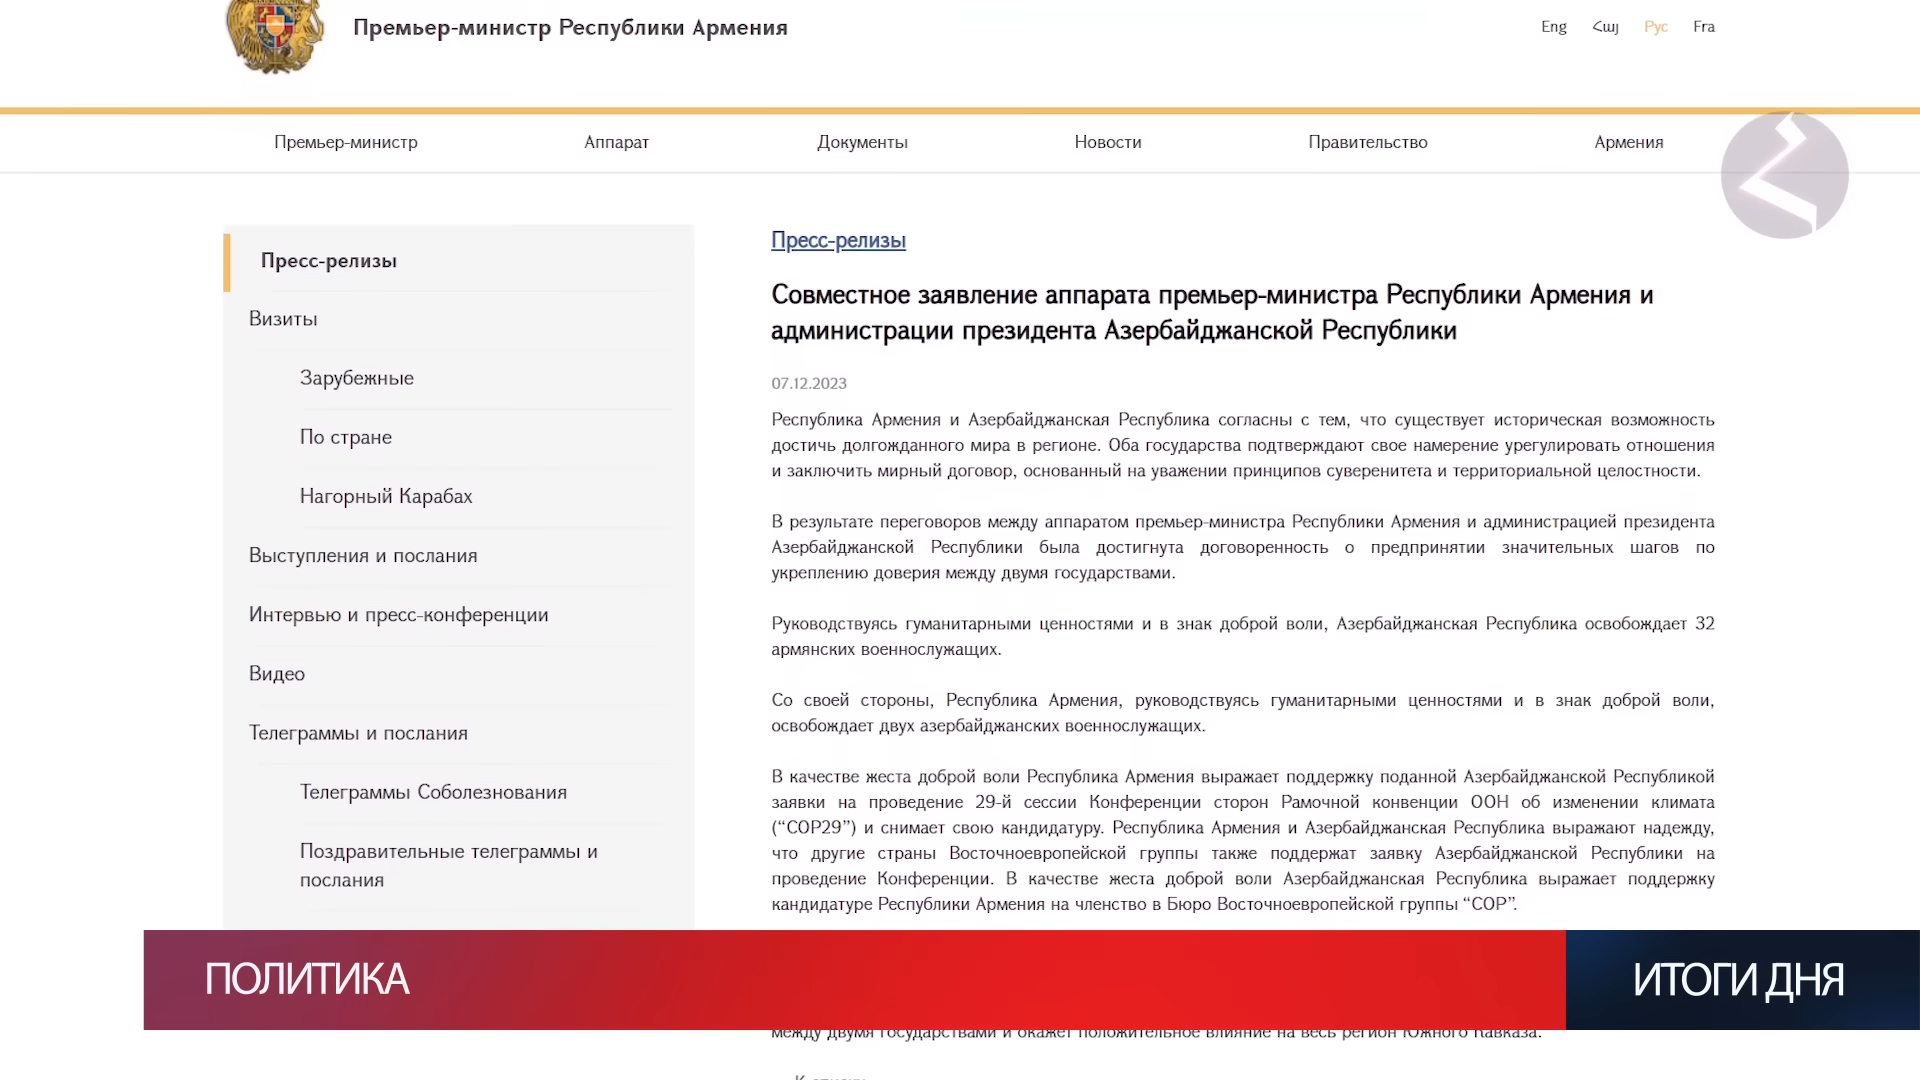 Премьер-министр Республики Армения
Eng Հայ Рус Fra
Премьер-министр Аппарат Документы Новости Правительство Армения
Пресс-релизы
Визиты
Зарубежные
По стране
Нагорный Карабах
Выступления и послания
Интервью и пресс-конференции
Видео
Телеграммы и послания
Телеграммы Соболезнования
Поздравительные телеграммы и
послания
Пресс-релизы
Совместное заявление аппарата премьер-министра Республики Армения и
администрации президента Азербайджанской Республики
07.12.2023
Республика Армения и Азербайджанская Республика согласны с тем, что существует историческая возможность
достичь долгожданного мира в регионе. Оба государства подтверждают свое намерение урегулировать отношения
и заключить мирный договор, основанный на уважении принципов суверенитета и территориальной целостности.
В результате переговоров между аппаратом премьер-министра Республики Армения и администрацией президента
Азербайджанской Республики была достигнута договоренность о предпринятии значительных шагов по
укреплению доверия между двумя государствами.
Руководствуясь гуманитарными ценностями и в знак доброй воли, Азербайджанская Республика освобождает 32
армянских военнослужащих.
Со своей стороны, Республика Армения, руководствуясь гуманитарными ценностями и в знак доброй воли,
освобождает двух азербайджанских военнослужащих.
В качестве жеста доброй воли Республика Армения выражает поддержку поданной Азербайджанской Республикой
заявки на проведение 29-й сессии Конференции сторон Рамочной конвенции ООН об изменении климата
(“COP29”) и снимает свою кандидатуру. Республика Армения и Азербайджанская Республика выражают надежду,
что другие страны Восточноевропейской группы также поддержат заявку Азербайджанской Республики на
проведение Конференции. В качестве жеста доброй воли Азербайджанская Республика выражает поддержку
кандидатуре Республики Армения на членство в Бюро Восточноевропейской группы “COP”.
ПОЛИТИКА
ИТОГИ ДНЯ
между двумя государствами и окажет положительное влияние на весь регион Южного Кавказа.
К списку